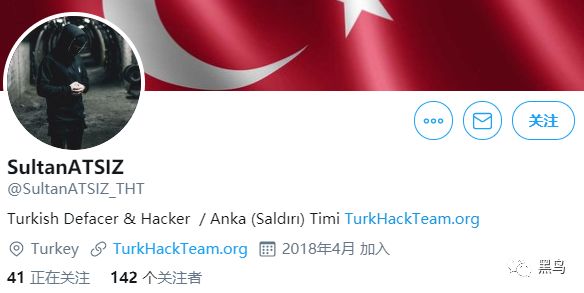 关注
SultanATSIZ
@SultanATSIZ_THT
Turkish Defacer & Hacker / Anka (Saldırı) Timi TurkHackTeam.org
Turkey TurkHackTeam.org 2018年4月 加入
41 正在关注 142 个关注者
黑鸟